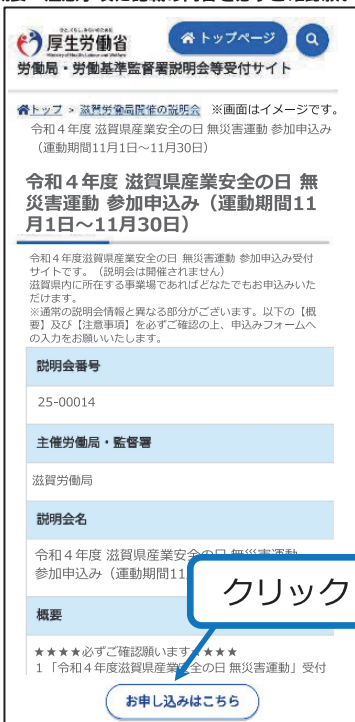 厚生労働省
トップページ
労働局・労働基準監督署説明会等受付サイト
トップ > 滋賀労働局開催の説明会 ※画面はイメージです。
令和4年度 滋賀県産業安全の日 無災害運動 参加申込み
（運動期間11月1日～11月30日）
令和４年度 滋賀県産業安全の日 無
災害運動 参加申込み（運動期間11
月1日～11月30日）
令和４年度滋賀県産業安全の日 無災害運動 参加申込み受付
サイトです。（説明会は開催されません）
滋賀県内に所在する事業場であればどなたでもお申込みいた
だけます。
※通常の説明会情報と異なる部分がございます。以下の【概
要】及び【注意事項】を必ずご確認の上、申込みフォームへ
の入力をお願いいたします。
説明会番号
25-00014
主催労働局・監督署
滋賀労働局
説明会名
令和４年度 滋賀県産業安全の日 無災害運動
参加申込み（運動期間11
クリック
概要
★★★★必ずご確認願います★★★
1「令和４年度滋賀県産業安全の日 無災害運動」受付
お申し込みはこちら